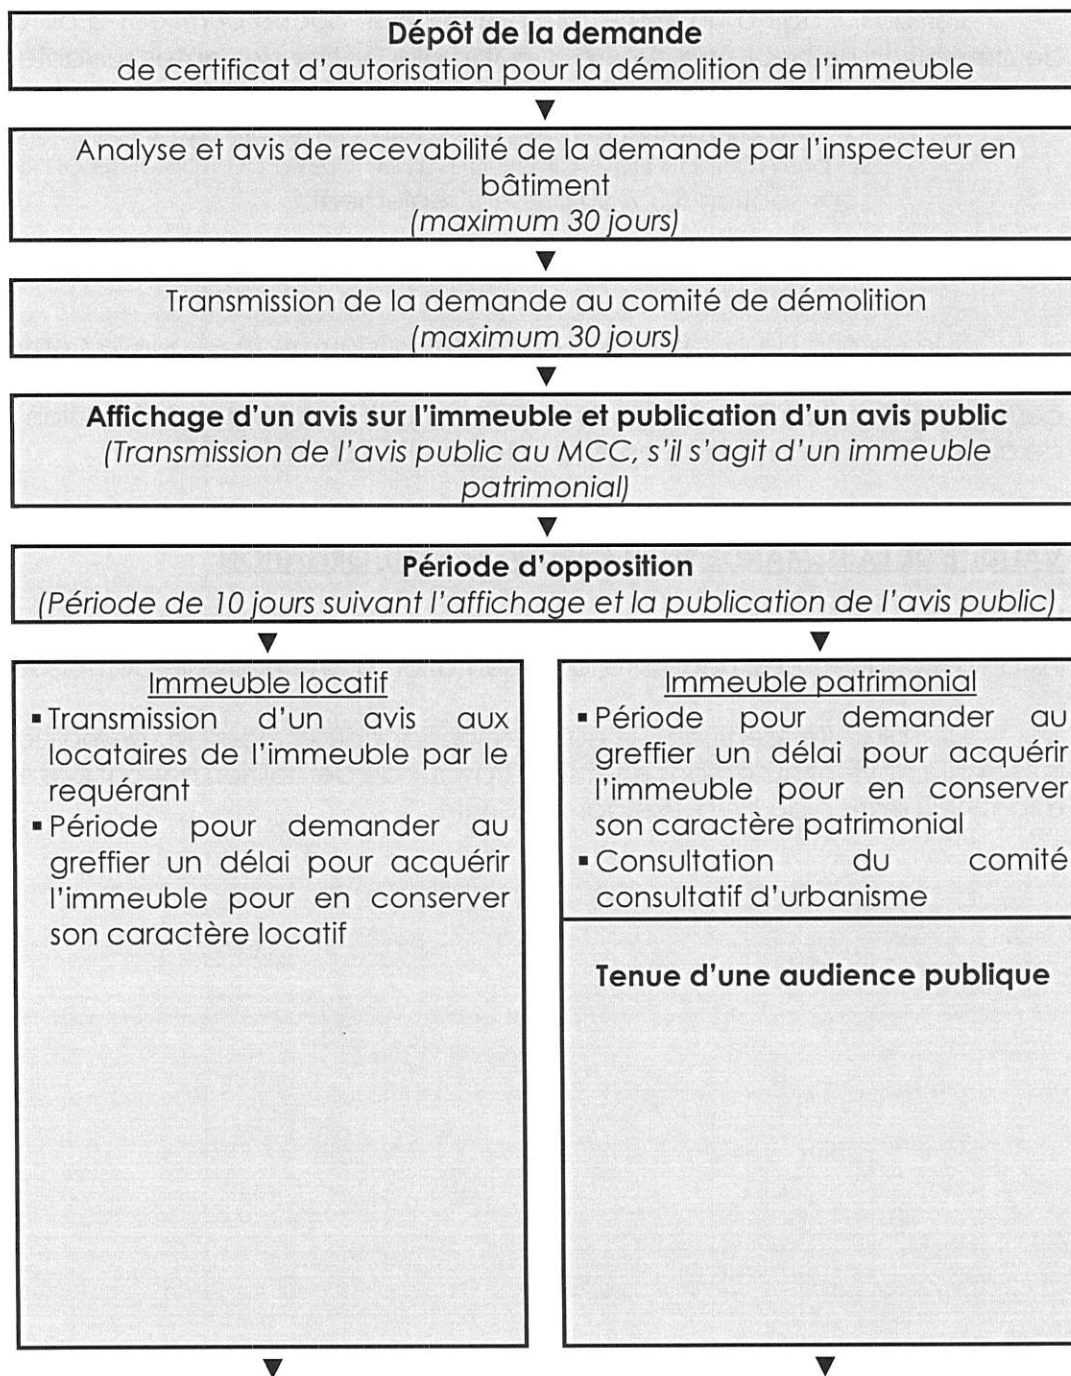 Dépôt de la demande
de certificat d'autorisation pour la démolition de l'immeuble
Analyse et avis de recevabilité de la demande par l'inspecteur en
bâtiment
(maximum 30 jours)
Transmission de la demande au comité de démolition
(maximum 30 jours)
Affichage d'un avis sur l'immeuble et publication d'un avis public
(Transmission de l'avis public au MCC, s'il s'agit d'un immeuble
patrimonial)
Période d'opposition
(Période de 10 jours suivant l'affichage et la publication de l'avis public)
Immeuble locatif
▪ Transmission d'un avis aux
locataires de l'immeuble par le
requérant
▪ Période pour demander au
greffier un délai pour acquérir
l'immeuble pour en conserver
son caractère locatif
Immeuble patrimonial
▪ Période pour demander au
greffier un délai pour acquérir
l'immeuble pour en conserver
son caractère patrimonial
▪ Consultation du comité
consultatif d'urbanisme
Tenue d'une audience publique